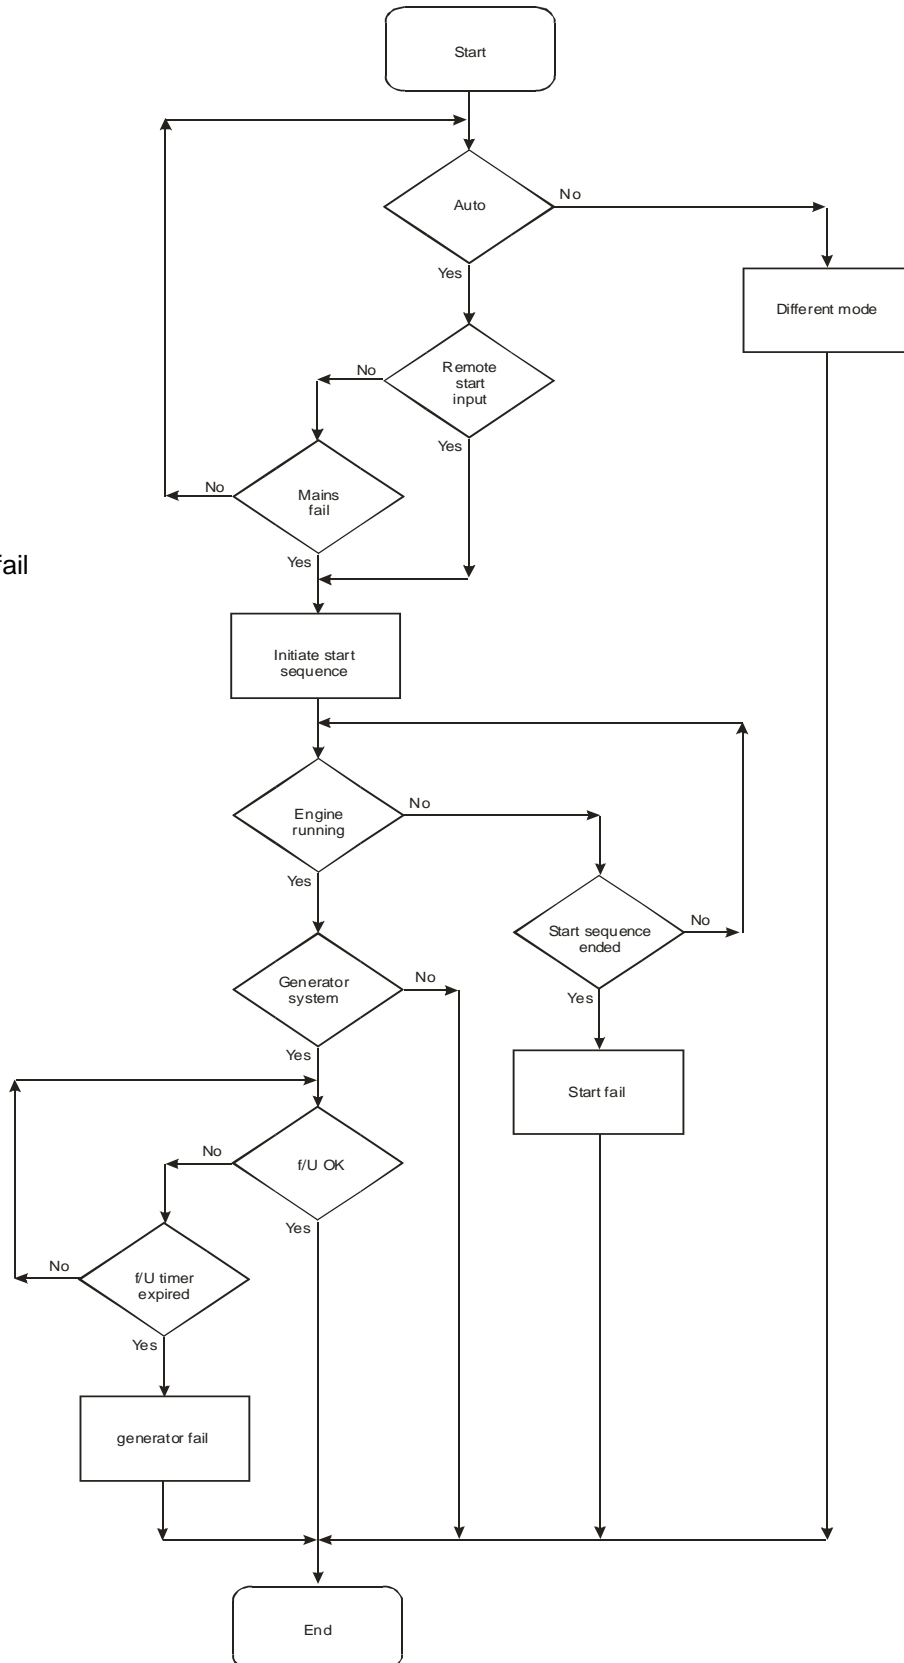 Start
Auto
No
Yes
Different mode
Remote
start
input
No
Yes
Mains
fail
No
Yes
fail
Initiate start
sequence
Engine
running
No
Yes
Start sequence
ended
No
Yes
Generator
system
No
Yes
Start fail
f/U OK
No
Yes
f/U timer
expired
No
Yes
generator fail
End